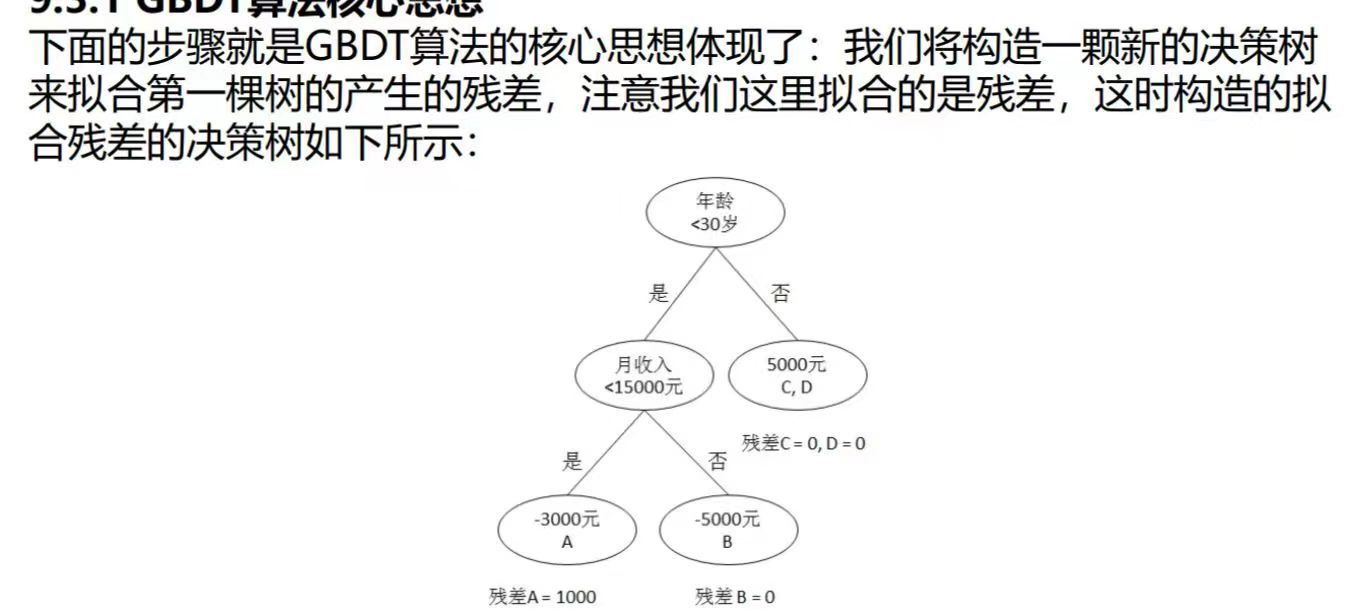 9.3.1 GBDT算法核心思想
下面的步骤就是GBDT算法的核心思想体现了：我们将构造一颗新的决策树
来拟合第一棵树的产生的残差，注意我们这里拟合的是残差，这时构造的拟
合残差的决策树如下所示：
年龄
<30岁
是
否
月收入
<15000元
5000元
C, D
残差C = 0, D = 0
是
否
-3000元
A
-5000元
B
残差A = 1000
残差 B = 0